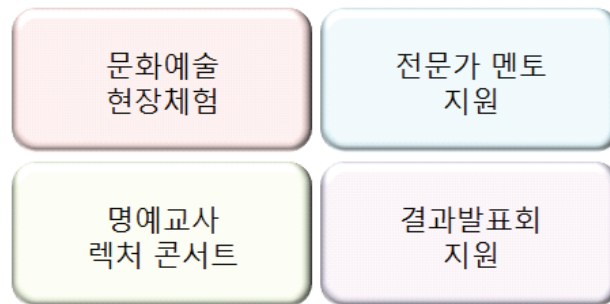 문화예술
현장체험
전문가 멘토
지원
명예교사
렉처 콘서트
결과발표회
지원